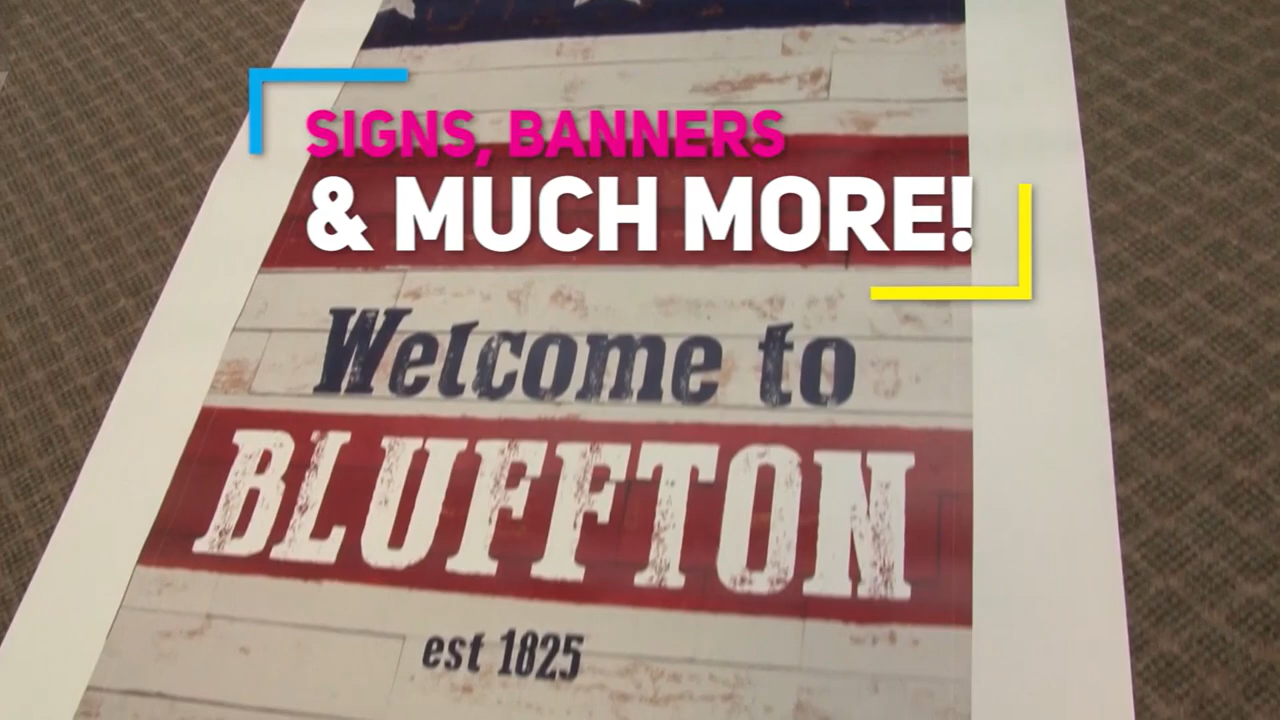 SIGNS, BANNERS
& MUCH MORE!
Welcome to
BLUFFTON
est 1825